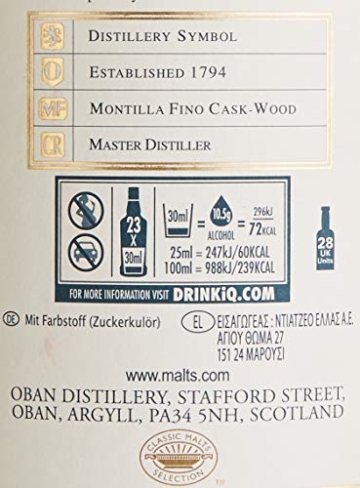 DISTILLERY SYMBOL
ESTABLISHED 1794
MF MONTILLA FINO CASK-WOOD
CR MASTER DISTILLER
23 X 30ml
30ml = 10.5g ALCOHOL = 296kJ/72KCAL
25ml = 247kJ/60KCAL
100ml = 988kJ/239KCAL
28 UK Units
FOR MORE INFORMATION VISIT DRINKiQ.COM
DE Mit Farbstoff (Zuckerkulör)
EL ΕΙΣΑΓΩΓΕΑΣ: ΝΤΙΑΤΖΕΟ ΕΛΛΑΣ Α.Ε.
ΑΓΙΟΥ ΘΩΜΑ 27
151 24 ΜΑΡΟΥΣΙ
www.malts.com
OBAN DISTILLERY, STAFFORD STREET,
OBAN, ARGYLL, PA34 5NH, SCOTLAND
CLASSIC MALTS
SELECTION
TM